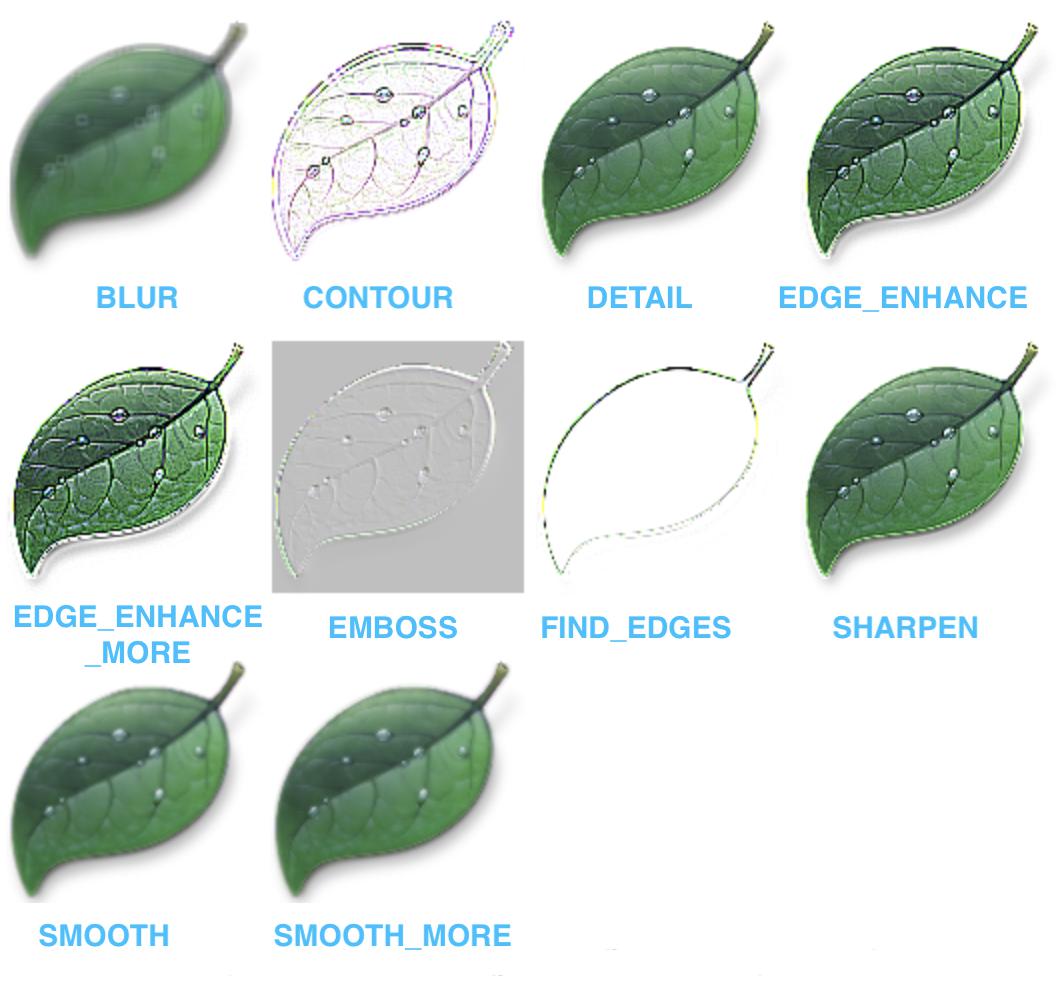 BLUR
CONTOUR
DETAIL
EDGE_ENHANCE
EDGE_ENHANCE
_MORE
EMBOSS
FIND_EDGES
SHARPEN
SMOOTH
SMOOTH_MORE